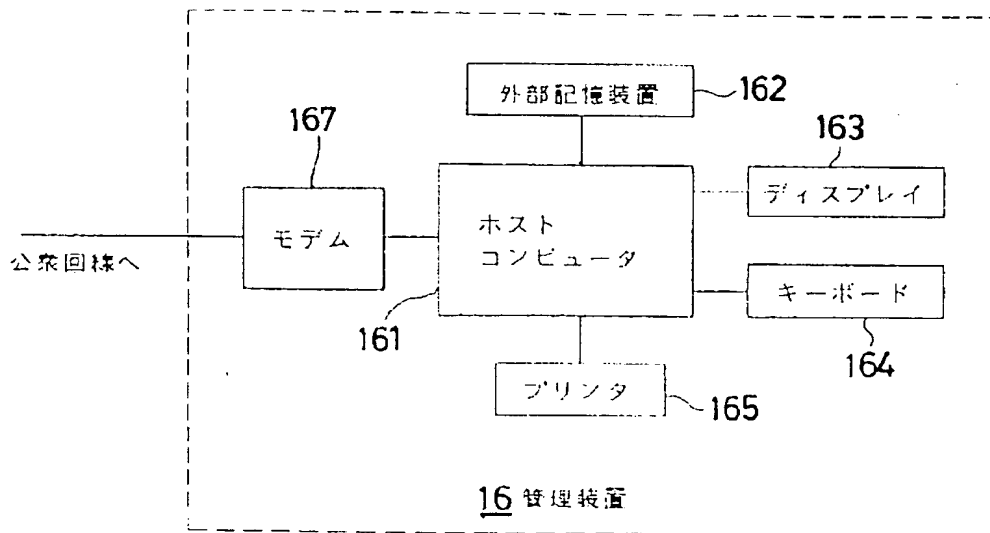 外部記憶装置
162
167
163
ディスプレイ
モデム
ホスト
コンピュータ
公衆回線へ
キーボード
161
164
プリンタ
165
16 管理装置